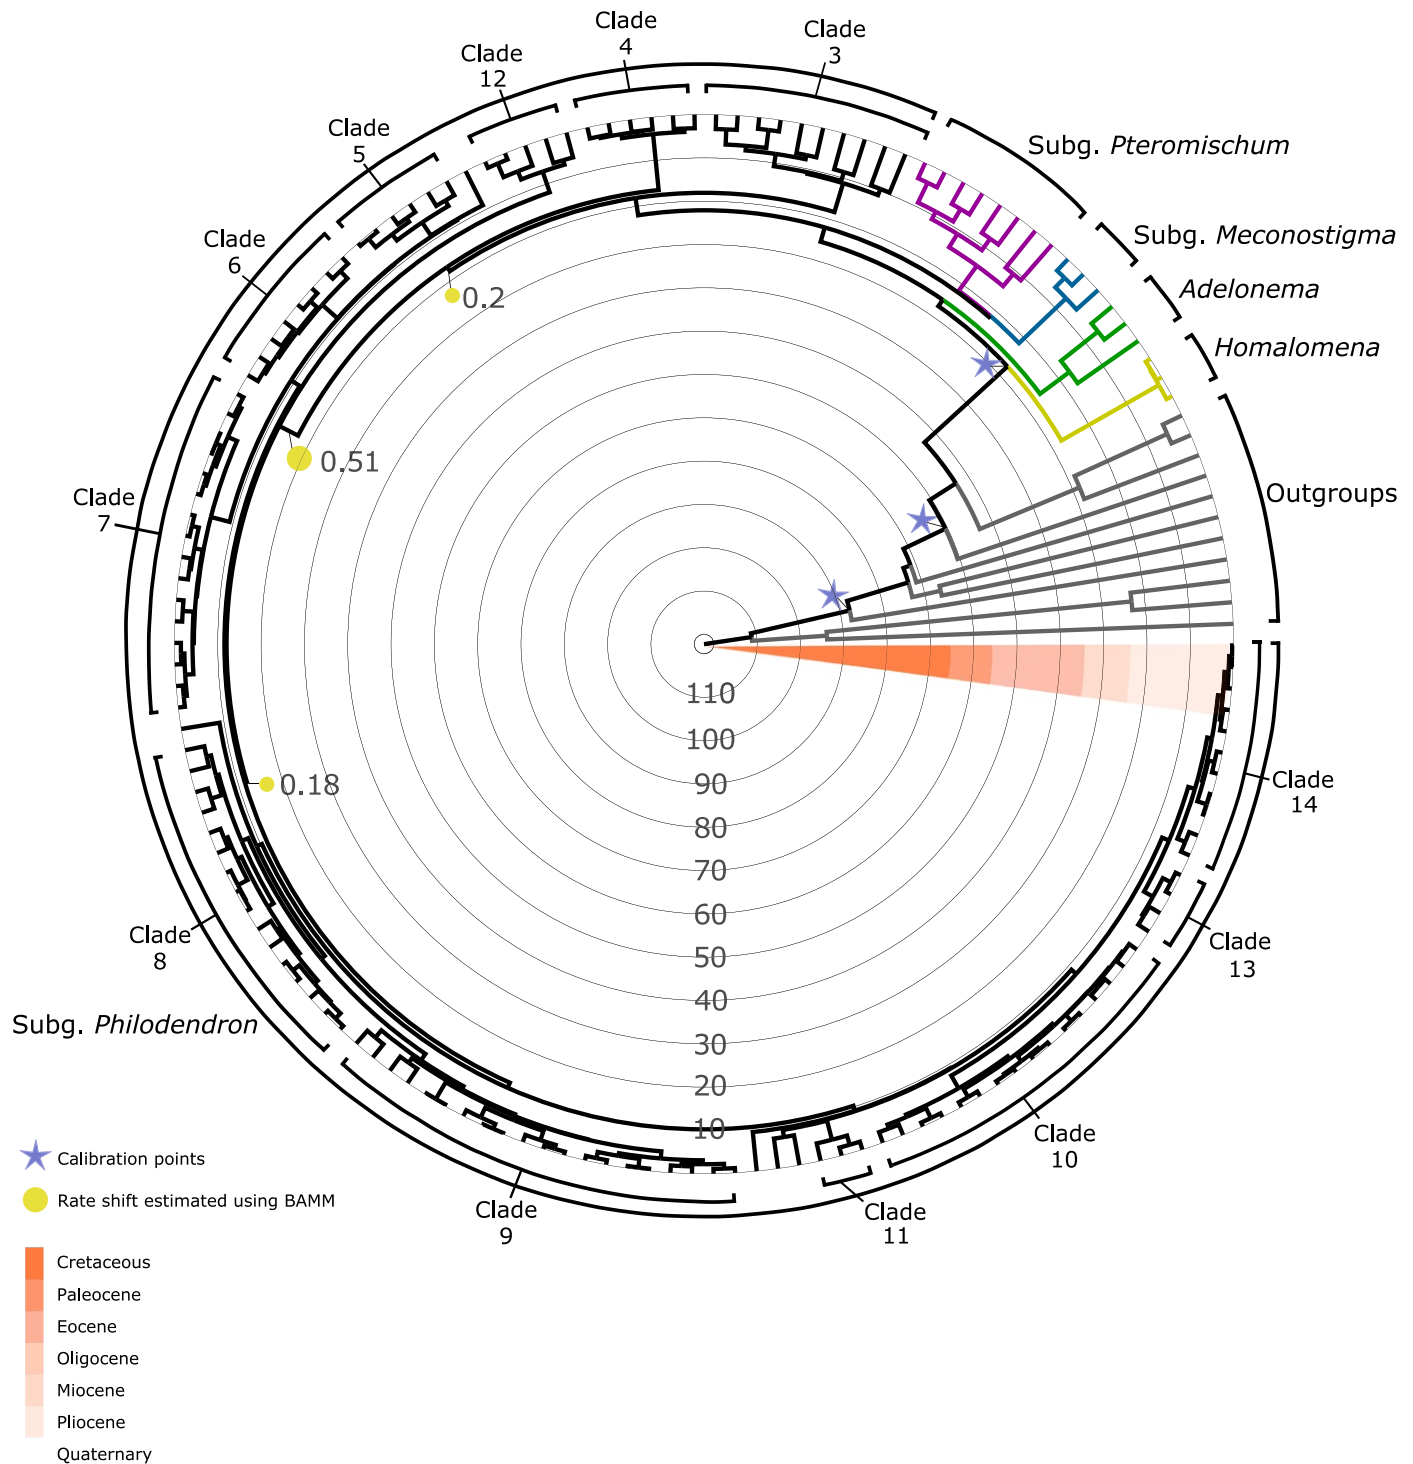 Clade
4
Clade
3
Clade
12
Clade
5
Subg. Pteromischum
Clade
6
Subg. Meconostigma
Adelonema
Homalomena
0.2
0.51
Clade
7
Outgroups
0.18
110
100
90
80
70
60
50
40
30
20
10
Clade
14
Clade
13
Clade
8
Subg. Philodendron
Clade
10
Clade
11
Clade
9
Calibration points
Rate shift estimated using BAMM
Cretaceous
Paleocene
Eocene
Oligocene
Miocene
Pliocene
Quaternary